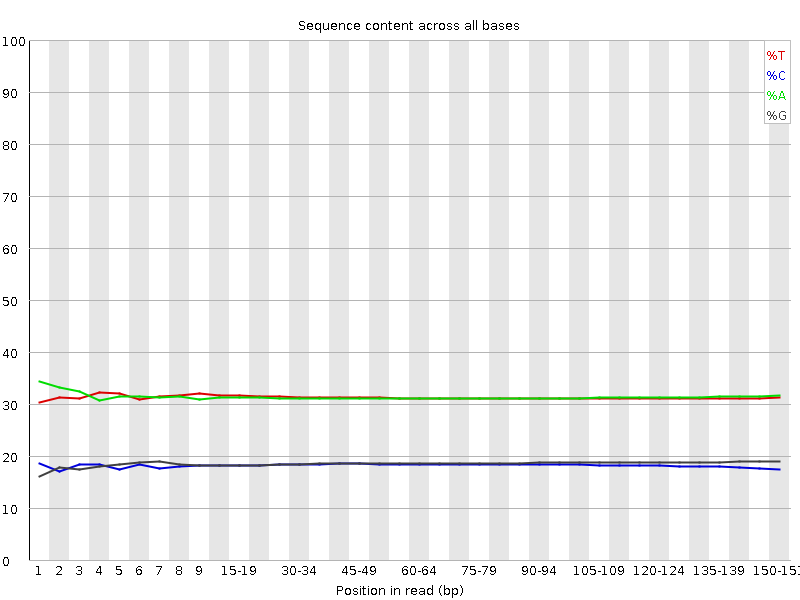 Sequence content across all bases
100
90
80
70
60
50
40
30
20
10
0
%T
%C
%A
%G
1 2 3 4 5 6 7 8 9 15-19 30-34 45-49 60-64 75-79 90-94 105-109 120-124 135-139 150-151
Position in read (bp)